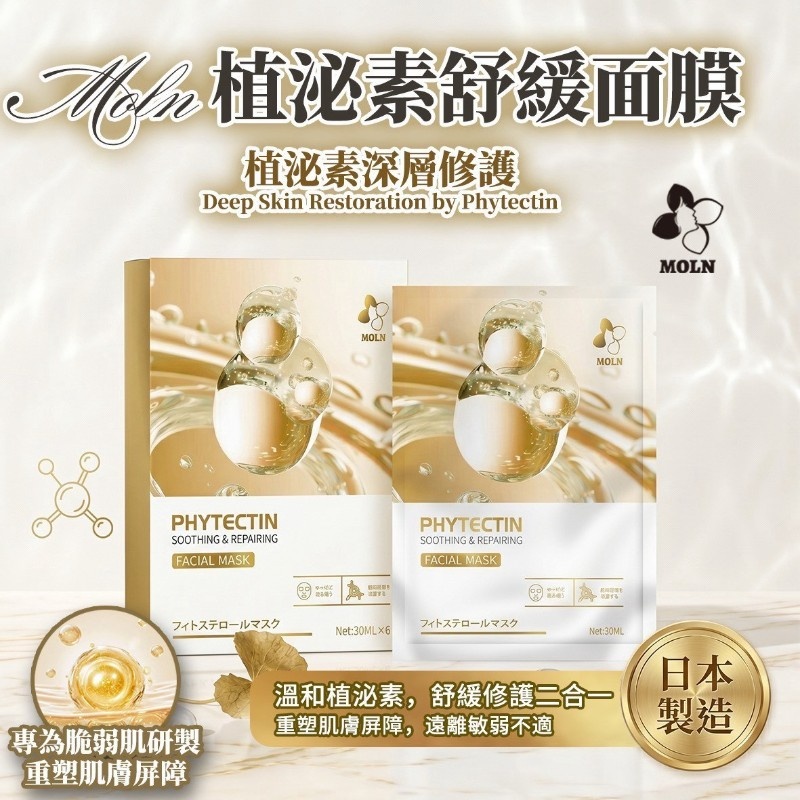 Moln 植泌素舒緩面膜
植泌素深層修護
Deep Skin Restoration by Phytectin
MOLN
MOLN
MOLN
PHYTECTIN
SOOTHING & REPAIRING
FACIAL MASK
フィトステロールマスク
Net:30ML×6
PHYTECTIN
SOOTHING & REPAIRING
FACIAL MASK
フィトステロールマスク
Net:30ML
溫和植泌素，舒緩修護二合一
重塑肌膚屏障，遠離敏弱不適
日本
製造
專為脆弱肌研製
重塑肌膚屏障